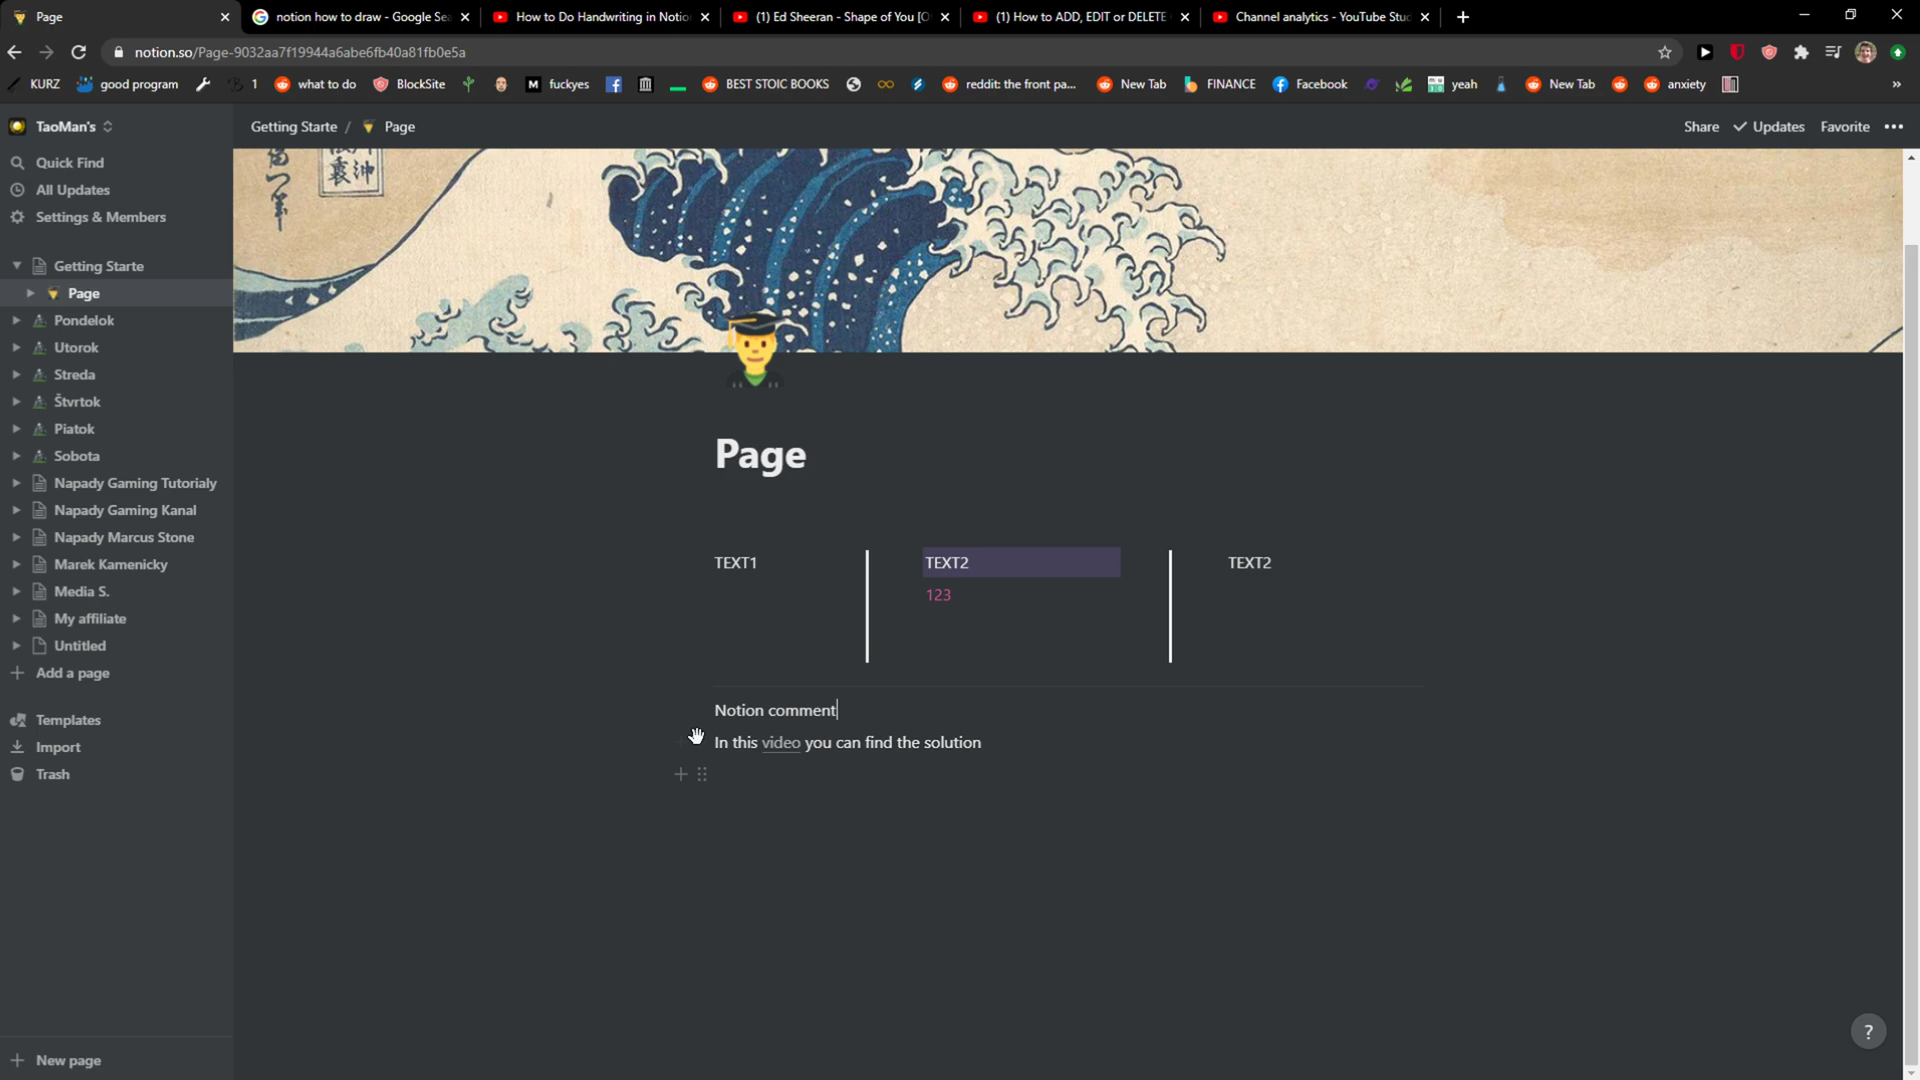 Page
notion how to draw - Google Sea
How to Do Handwriting in Notion
(1) Ed Sheeran - Shape of You [O
(1) How to ADD, EDIT or DELETE
Channel analytics - YouTube Stu
notion.so/Page-9032aa7f19944a6abe6fb40a81fb0e5a
KURZ
good program
1
what to do
BlockSite
fuckyes
BEST STOIC BOOKS
reddit: the front pa...
New Tab
FINANCE
Facebook
yeah
New Tab
anxiety
»
TaoMan's
Getting Starte / Page
Share
Updates
Favorite
Quick Find
All Updates
Settings & Members
Getting Starte
Page
Pondelok
Utorok
Streda
Štvrtok
Piatok
Sobota
Napady Gaming Tutorialy
Napady Gaming Kanal
Napady Marcus Stone
Marek Kamenicky
Media S.
My affiliate
Untitled
Add a page
Templates
Import
Trash
New page
Page
TEXT1
TEXT2
123
TEXT2
Notion comment
In this video you can find the solution
?